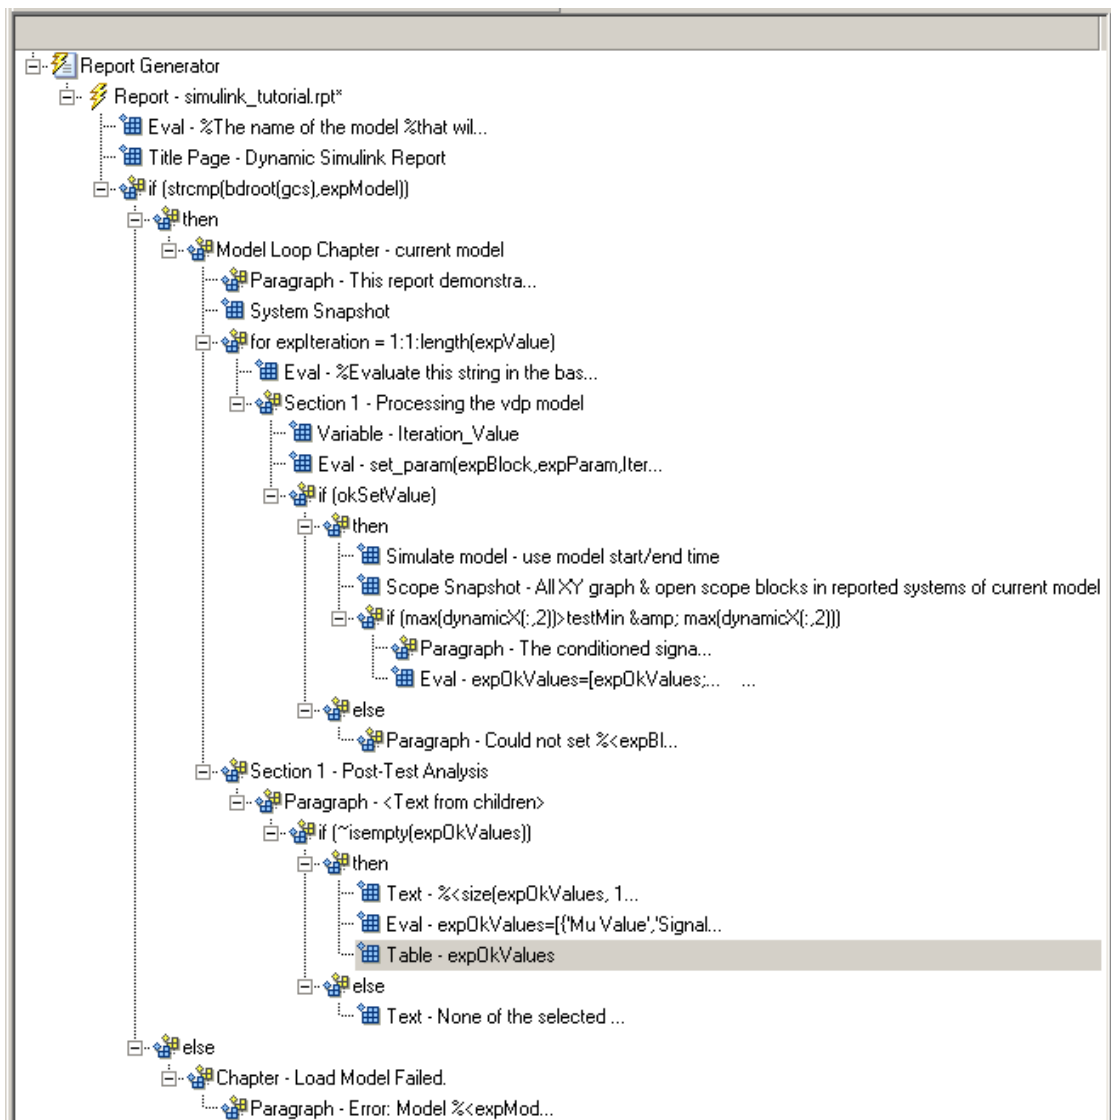 Report Generator
Report - simulink_tutorial.rpt*
Eval - %The name of the model %that wil...
Title Page - Dynamic Simulink Report
if (strcmp(bdroot(gcs),expModel))
then
Model Loop Chapter - current model
Paragraph - This report demonstra...
System Snapshot
for expIteration = 1:1:length(expValue)
Eval - %Evaluate this string in the bas...
Section 1 - Processing the vdp model
Variable - Iteration_Value
Eval - set_param(expBlock,expParam,Iter...
if (okSetValue)
then
Simulate model - use model start/end time
Scope Snapshot - All XY graph & open scope blocks in reported systems of current model
if (max(dynamicX(:,2))>testMin &amp; max(dynamicX(:,2)))
Paragraph - The conditioned signa...
Eval - expOkValues=[expOkValues;... ...
else
Paragraph - Could not set %<expBl...
Section 1 - Post-Test Analysis
Paragraph - <Text from children>
if (~isempty(expOkValues))
then
Text - %<size(expOkValues, 1...
Eval - expOkValues=[{'Mu Value','Signal...
Table - expOkValues
else
Text - None of the selected ...
else
Chapter - Load Model Failed.
Paragraph - Error: Model %<expMod...